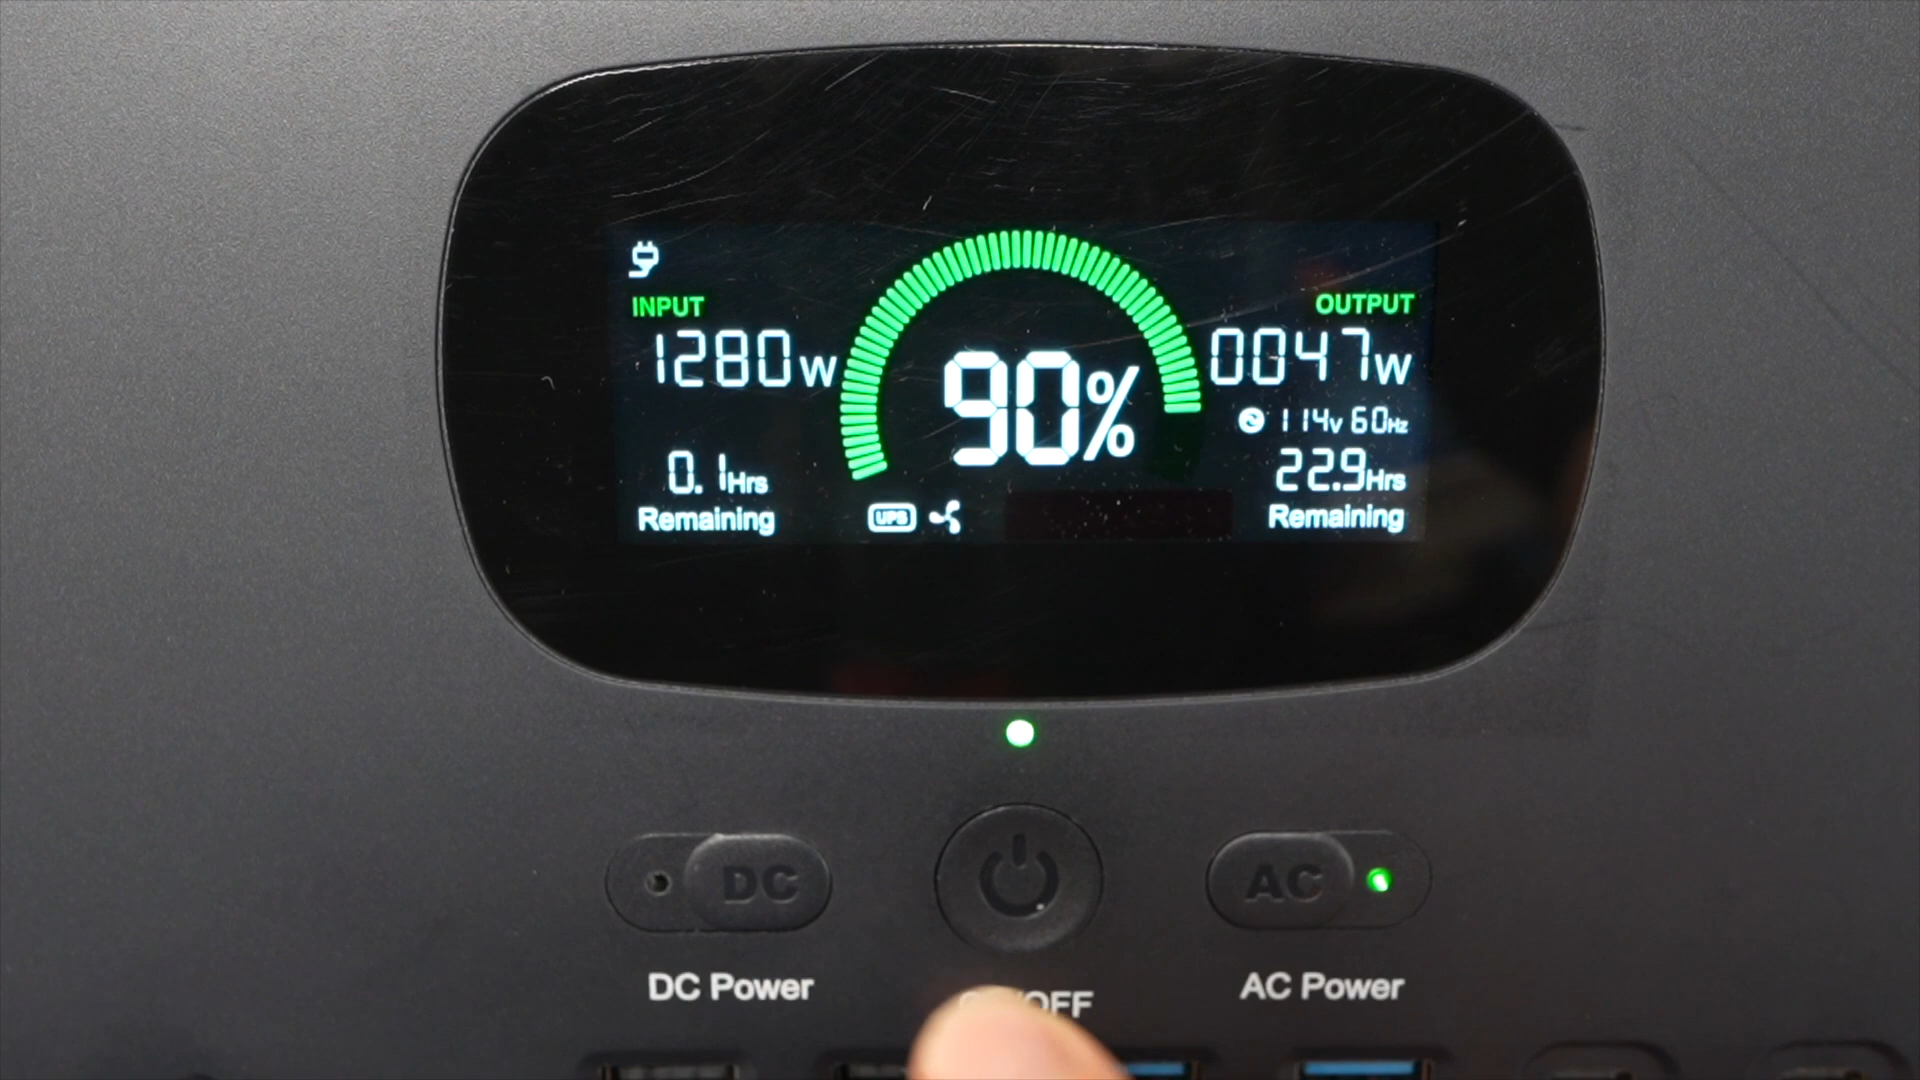 INPUT
1280W
0.1Hrs
Remaining
90%
UPS
OUTPUT
0047W
114V 60Hz
22.9Hrs
Remaining
DC
AC
DC Power
OFF
AC Power